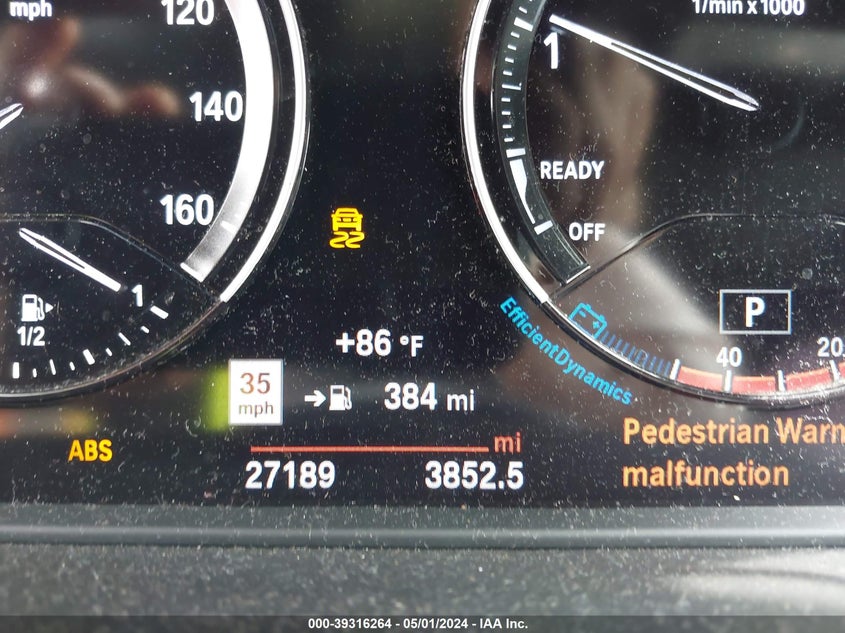 mph
120
140
160
1
1/2
ABS
+86 °F
35
mph
384 mi
mi
27189
3852.5
1/min x 1000
1
READY
OFF
P
EfficientDynamics
40
20
Pedestrian Warn
malfunction
000-39316264 - 05/01/2024 - IAA Inc.